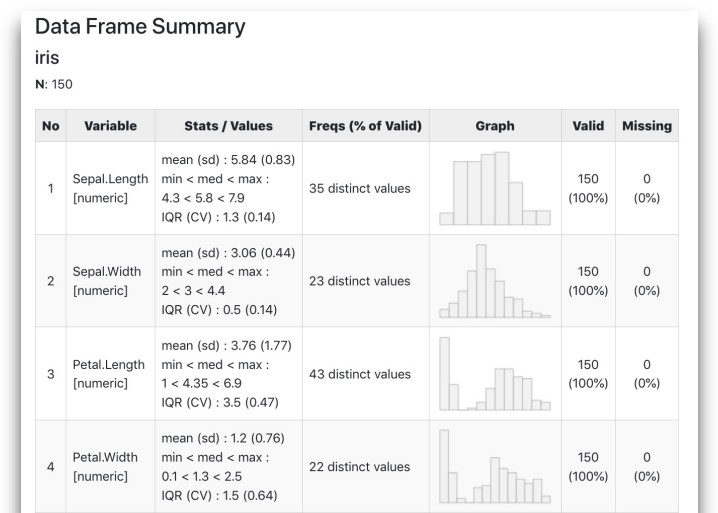 Data Frame Summary
iris
N: 150
No Variable Stats / Values Freqs (% of Valid) Graph Valid Missing
1
Sepal.Length
[numeric]
mean (sd) : 5.84 (0.83)
min < med < max :
4.3 < 5.8 < 7.9
IQR (CV) : 1.3 (0.14)
35 distinct values
150
(100%)
0
(0%)
2
Sepal.Width
[numeric]
mean (sd) : 3.06 (0.44)
min < med < max :
2 < 3 < 4.4
IQR (CV) : 0.5 (0.14)
23 distinct values
150
(100%)
0
(0%)
3
Petal.Length
[numeric]
mean (sd) : 3.76 (1.77)
min < med < max :
1 < 4.35 < 6.9
IQR (CV) : 3.5 (0.47)
43 distinct values
150
(100%)
0
(0%)
4
Petal.Width
[numeric]
mean (sd) : 1.2 (0.76)
min < med < max :
0.1 < 1.3 < 2.5
IQR (CV) : 1.5 (0.64)
22 distinct values
150
(100%)
0
(0%)